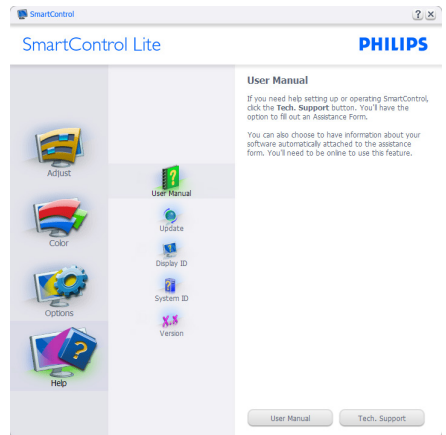 SmartControl
? x
SmartControl Lite
PHILIPS
Adjust
Color
Options
Help
User Manual
Update
Display ID
System ID
X.X
Version
User Manual
If you need help setting up or operating SmartControl,
click the Tech. Support button. You'll have the
option to fill out an Assistance Form.
You can also choose to have information about your
software automatically attached to the assistance
form. You'll need to be online to use this feature.
User Manual
Tech. Support